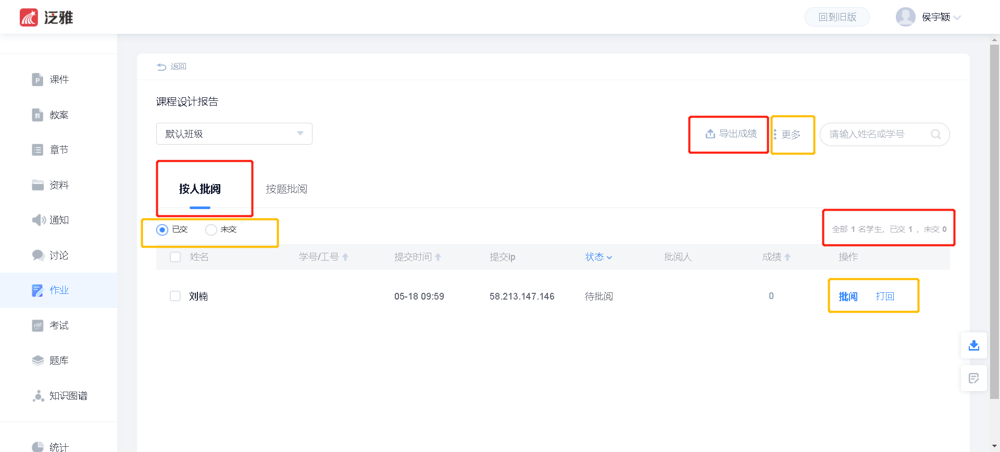 泛雅
回到旧版
侯宇颖
课件
教案
章节
资料
通知
讨论
作业
考试
题库
知识图谱
统计
返回
课程设计报告
默认班级
导出成绩
更多
请输入姓名或学号
按人批阅
按题批阅
已交
未交
全部 1 名学生，已交 1 ，未交 0
姓名
学号/工号
提交时间
提交ip
状态
批阅人
成绩
操作
刘楠
05-18 09:59
58.213.147.146
待批阅
0
批阅
打回